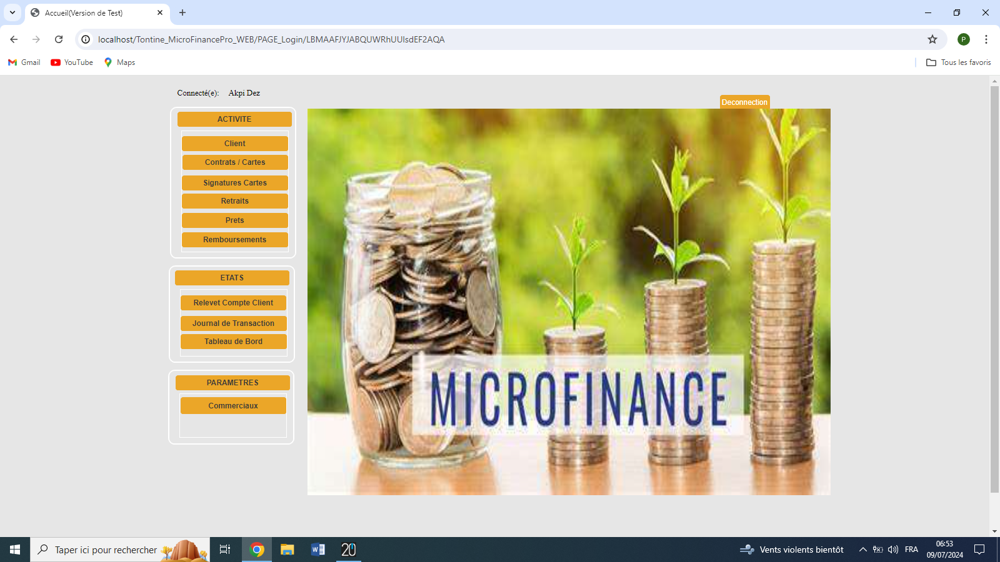 Accueil(Version de Test)
localhost/Tontine_MicroFinancePro_WEB/PAGE_Login/LBMAAFJYJABQUWRhUUIsdEF2AQA
P
Gmail
YouTube
Maps
Tous les favoris
Connecté(e): Akpi Dez
Deconnection
ACTIVITE
Client
Contrats / Cartes
Signatures Cartes
Retraits
Prets
Remboursements
ETATS
Relevet Compte Client
Journal de Transaction
Tableau de Bord
PARAMETRES
Commerciaux
MICROFINANCE
Taper ici pour rechercher
W
20
Vents violents bientôt
FRA
06:53
09/07/2024